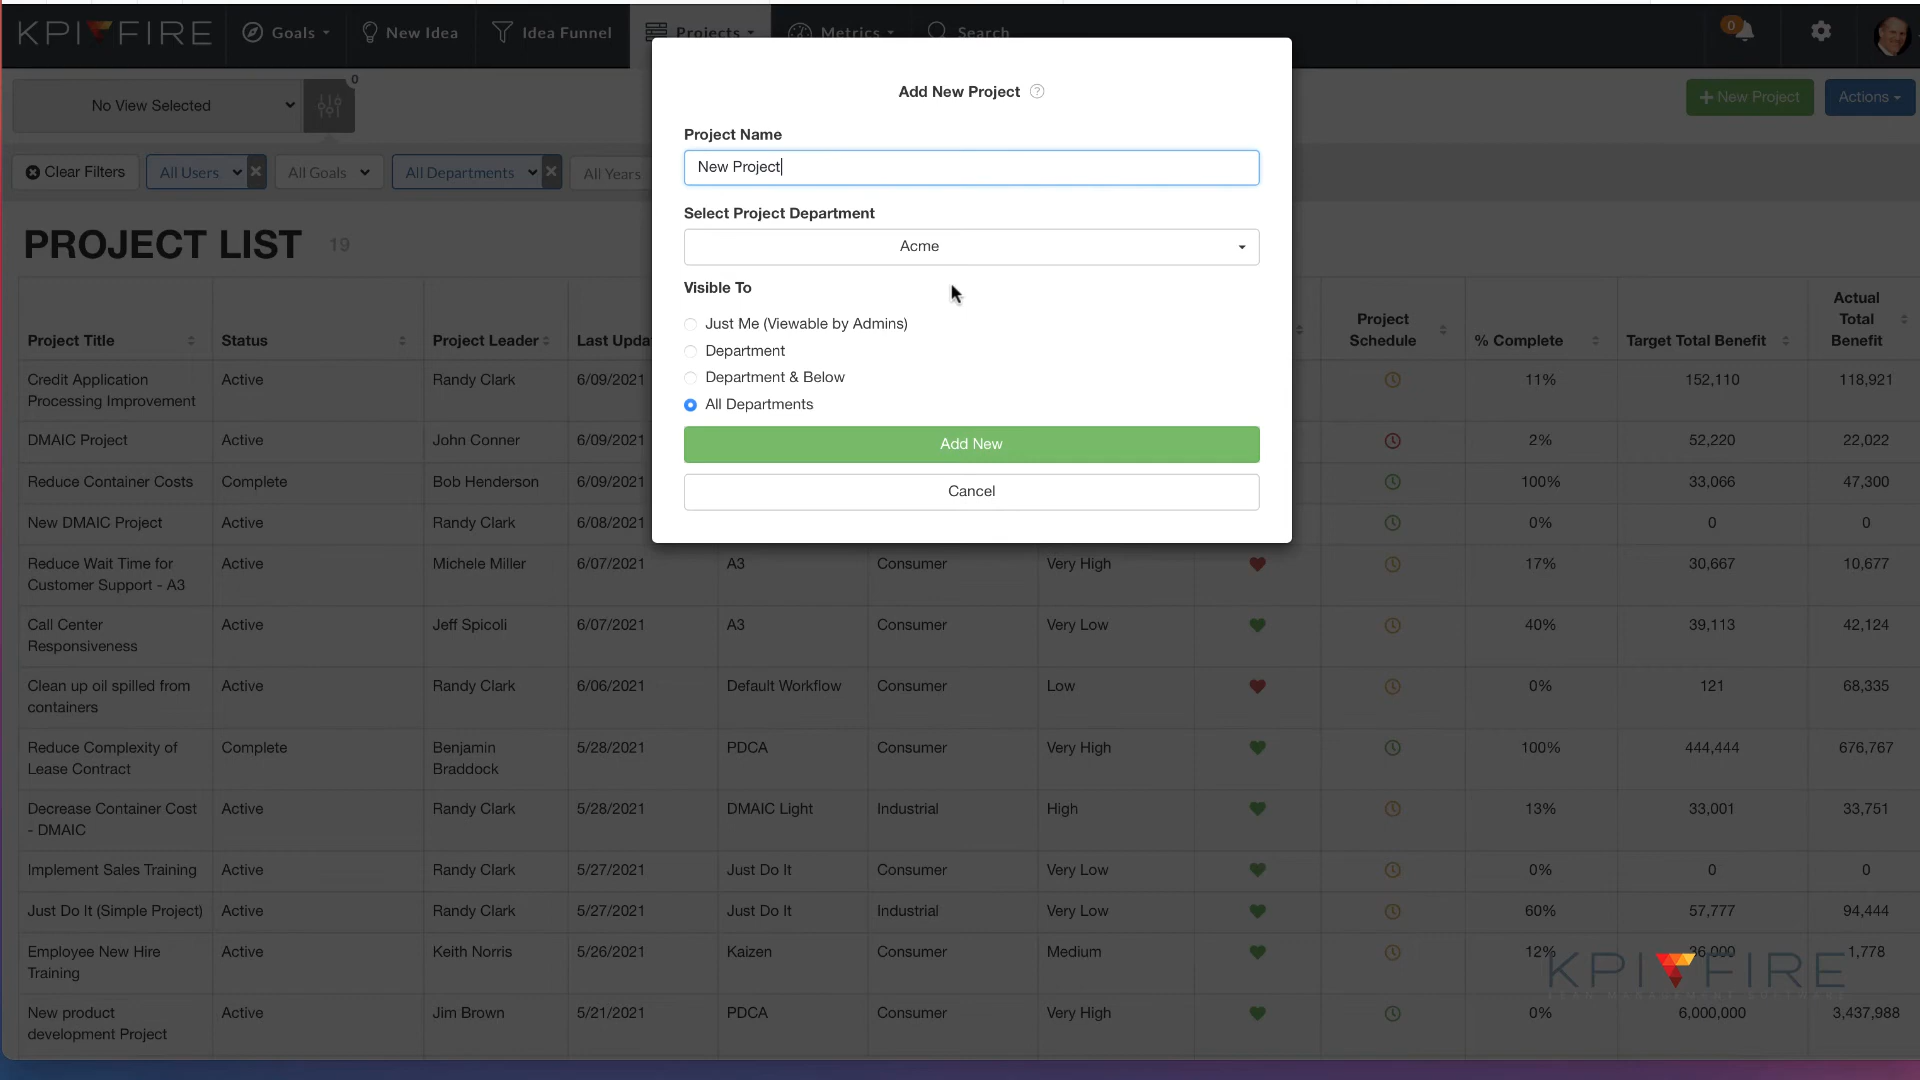 KPI FIRE Goals New Idea Idea Funnel Projects Metrics Search 0
No View Selected 0 + New Project Actions
Clear Filters All Users All Goals All Departments All Years
Add New Project ?
Project Name
New Project
Select Project Department
Acme
Visible To
Just Me (Viewable by Admins)
Department
Department & Below
All Departments
Add New
Cancel
PROJECT LIST 19
Project Title Status Project Leader Last Upda Project Schedule % Complete Target Total Benefit Actual Total Benefit
Credit Application Processing Improvement Active Randy Clark 6/09/2021 11% 152,110 118,921
DMAIC Project Active John Conner 6/09/2021 2% 52,220 22,022
Reduce Container Costs Complete Bob Henderson 6/09/2021 100% 33,066 47,300
New DMAIC Project Active Randy Clark 6/08/2021 0% 0 0
Reduce Wait Time for Customer Support - A3 Active Michele Miller 6/07/2021 A3 Consumer Very High 17% 30,667 10,677
Call Center Responsiveness Active Jeff Spicoli 6/07/2021 A3 Consumer Very Low 40% 39,113 42,124
Clean up oil spilled from containers Active Randy Clark 6/06/2021 Default Workflow Consumer Low 0% 121 68,335
Reduce Complexity of Lease Contract Complete Benjamin Braddock 5/28/2021 PDCA Consumer Very High 100% 444,444 676,767
Decrease Container Cost - DMAIC Active Randy Clark 5/28/2021 DMAIC Light Industrial High 13% 33,001 33,751
Implement Sales Training Active Randy Clark 5/27/2021 Just Do It Consumer Very Low 0% 0 0
Just Do It (Simple Project) Active Randy Clark 5/27/2021 Just Do It Industrial Very Low 60% 57,777 94,444
Employee New Hire Training Active Keith Norris 5/26/2021 Kaizen Consumer Medium 12% 36,000 1,778
New product development Project Active Jim Brown 5/21/2021 PDCA Consumer Very High 0% 6,000,000 3,437,988
KPI FIRE